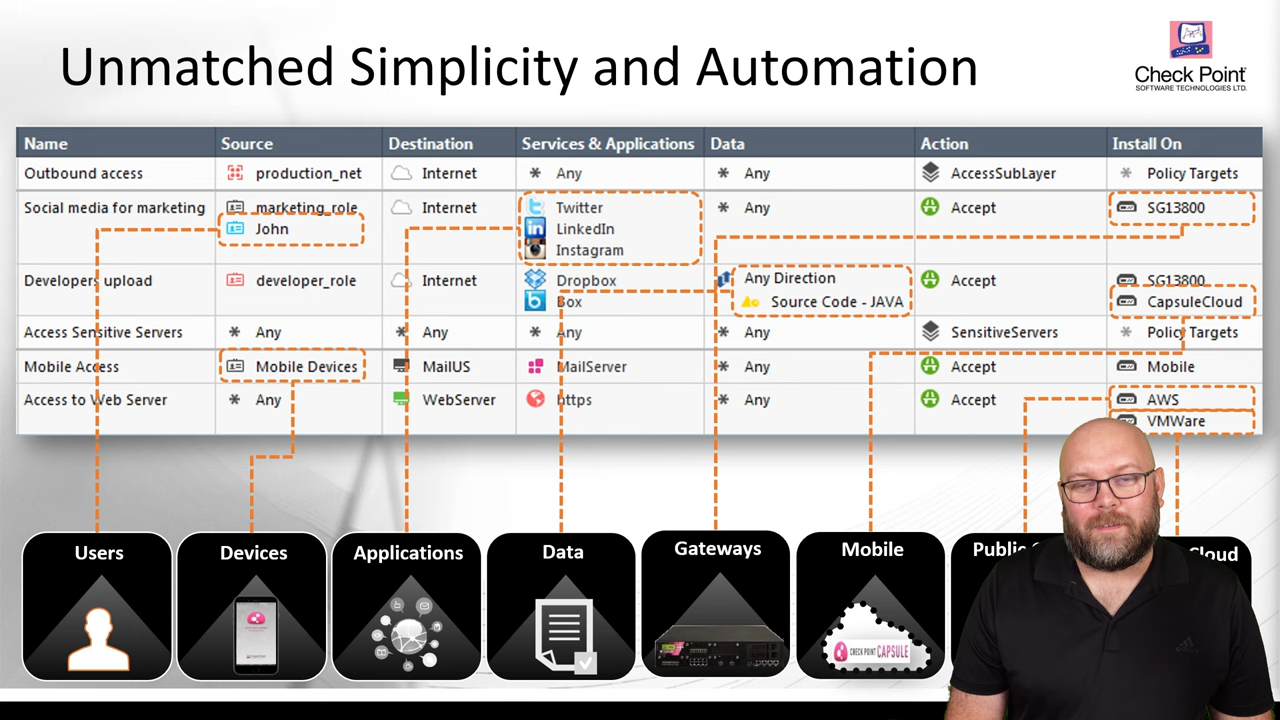 Unmatched Simplicity and Automation
Check Point
SOFTWARE TECHNOLOGIES LTD.
Name Source Destination Services & Applications Data Action Install On
Outbound access production_net Internet * Any * Any AccessSubLayer * Policy Targets
Social media for marketing marketing_role Internet Twitter * Any Accept SG13800
John LinkedIn
Instagram
Developers upload developer_role Internet Dropbox Any Direction Accept SG13800
Box Source Code - JAVA CapsuleCloud
Access Sensitive Servers * Any * Any * Any * Any SensitiveServers * Policy Targets
Mobile Access Mobile Devices MailUS MailServer * Any Accept Mobile
Access to Web Server * Any WebServer https * Any Accept AWS
VMWare
Users Devices Applications Data Gateways Mobile Public Cloud
CHECK POINT CAPSULE